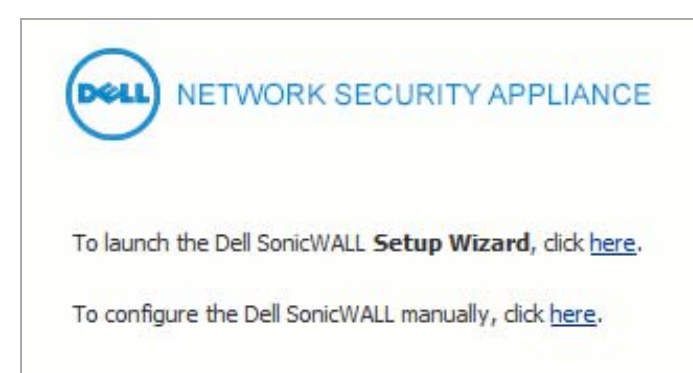 DELL
NETWORK SECURITY APPLIANCE
To launch the Dell SonicWALL Setup Wizard, click here.
To configure the Dell SonicWALL manually, click here.